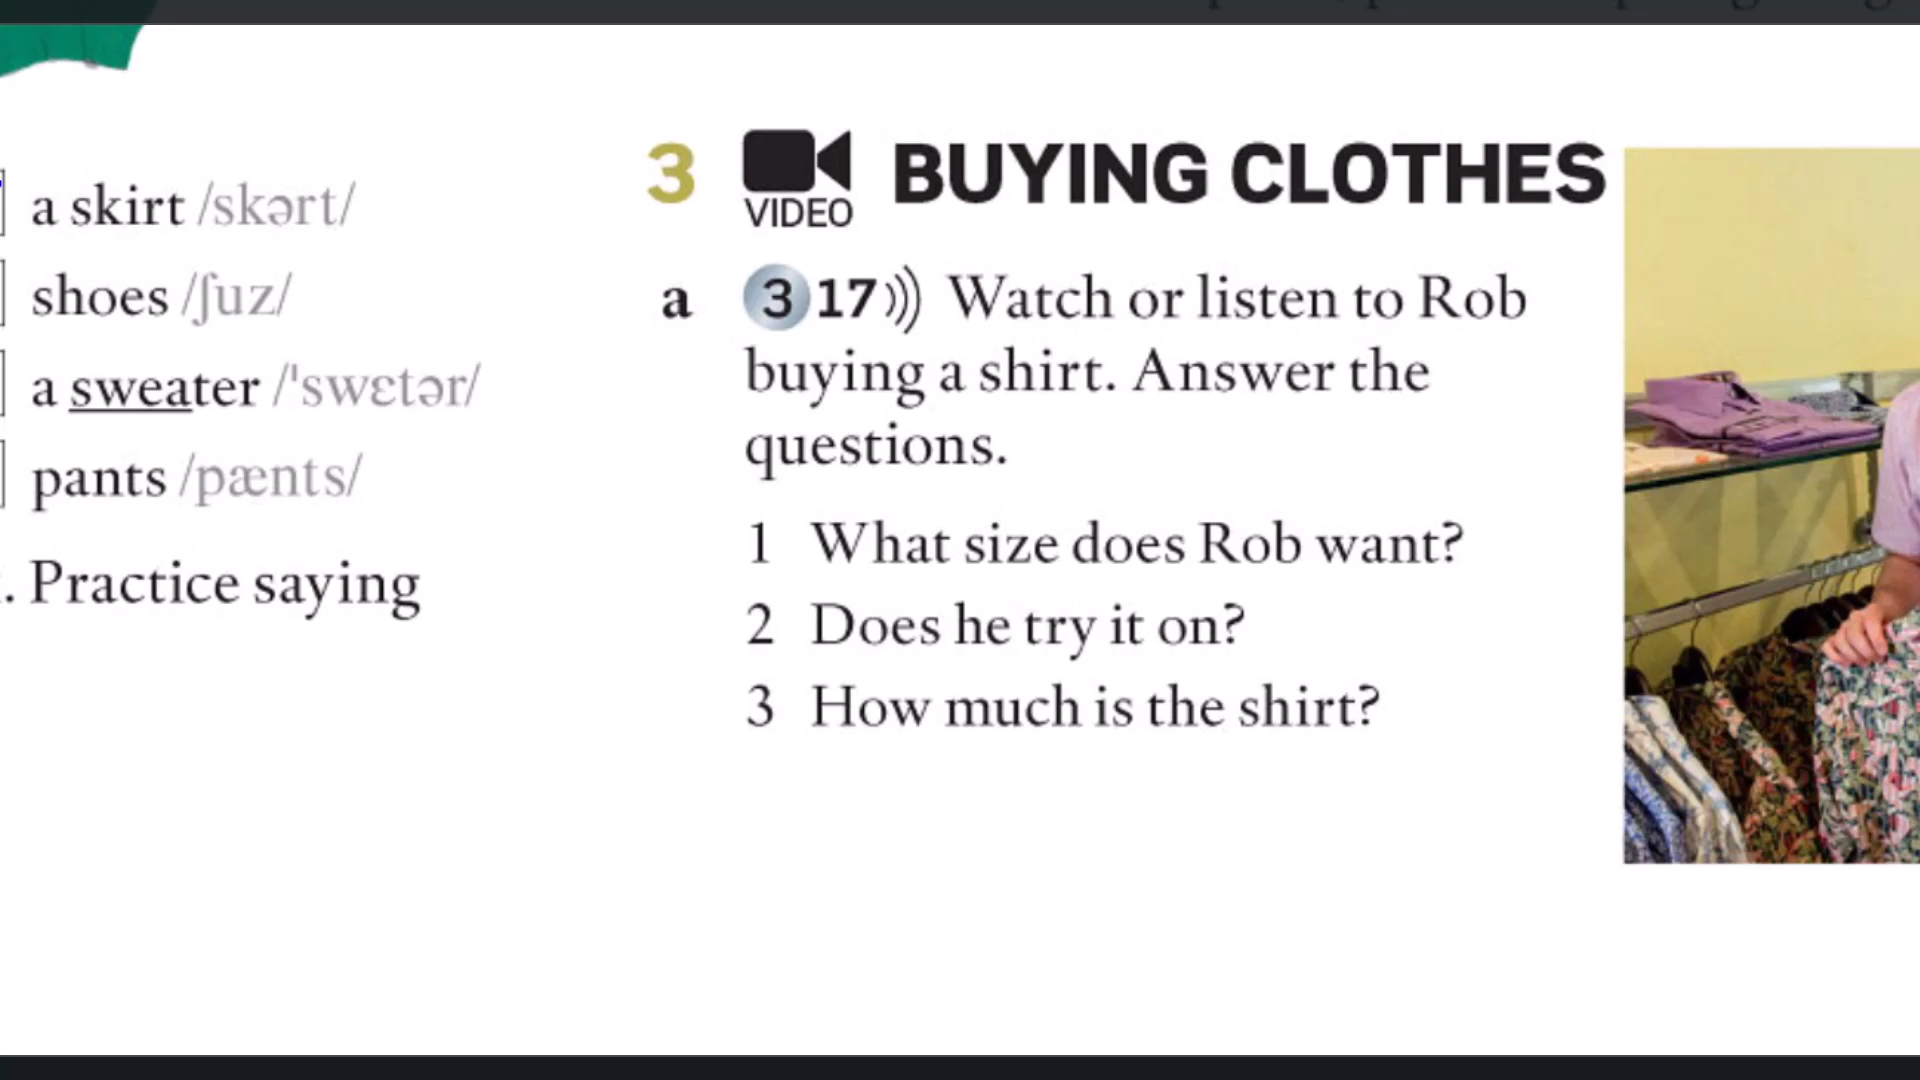 a skirt /skərt/
shoes /ʃuz/
a sweater /ˈswɛtər/
pants /pænts/
. Practice saying
3 VIDEO BUYING CLOTHES
a 3 17 Watch or listen to Rob
buying a shirt. Answer the
questions.
1 What size does Rob want?
2 Does he try it on?
3 How much is the shirt?